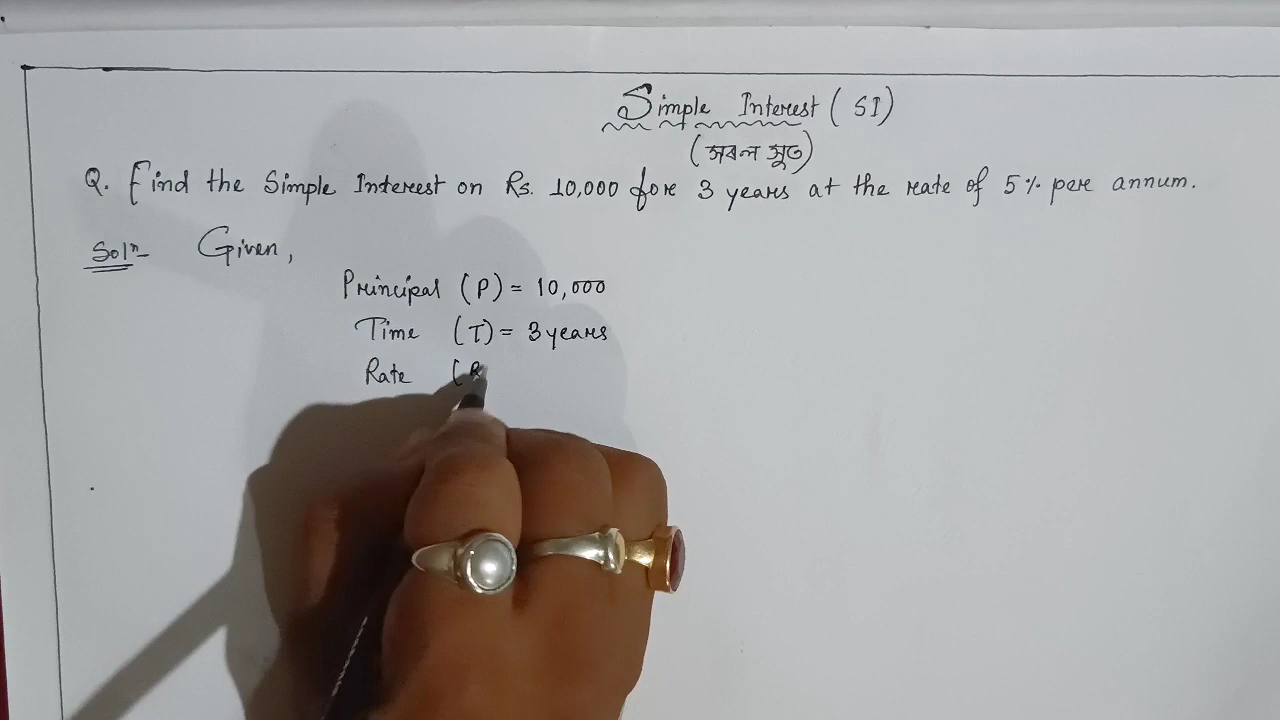 Simple Interest (SI)
(সৰল সুত)
Q. Find the Simple Interest on Rs. 10,000 for 3 years at the rate of 5% per annum.
Solⁿ Given,
Principal (P) = 10,000
Time (T) = 3 years
Rate (R